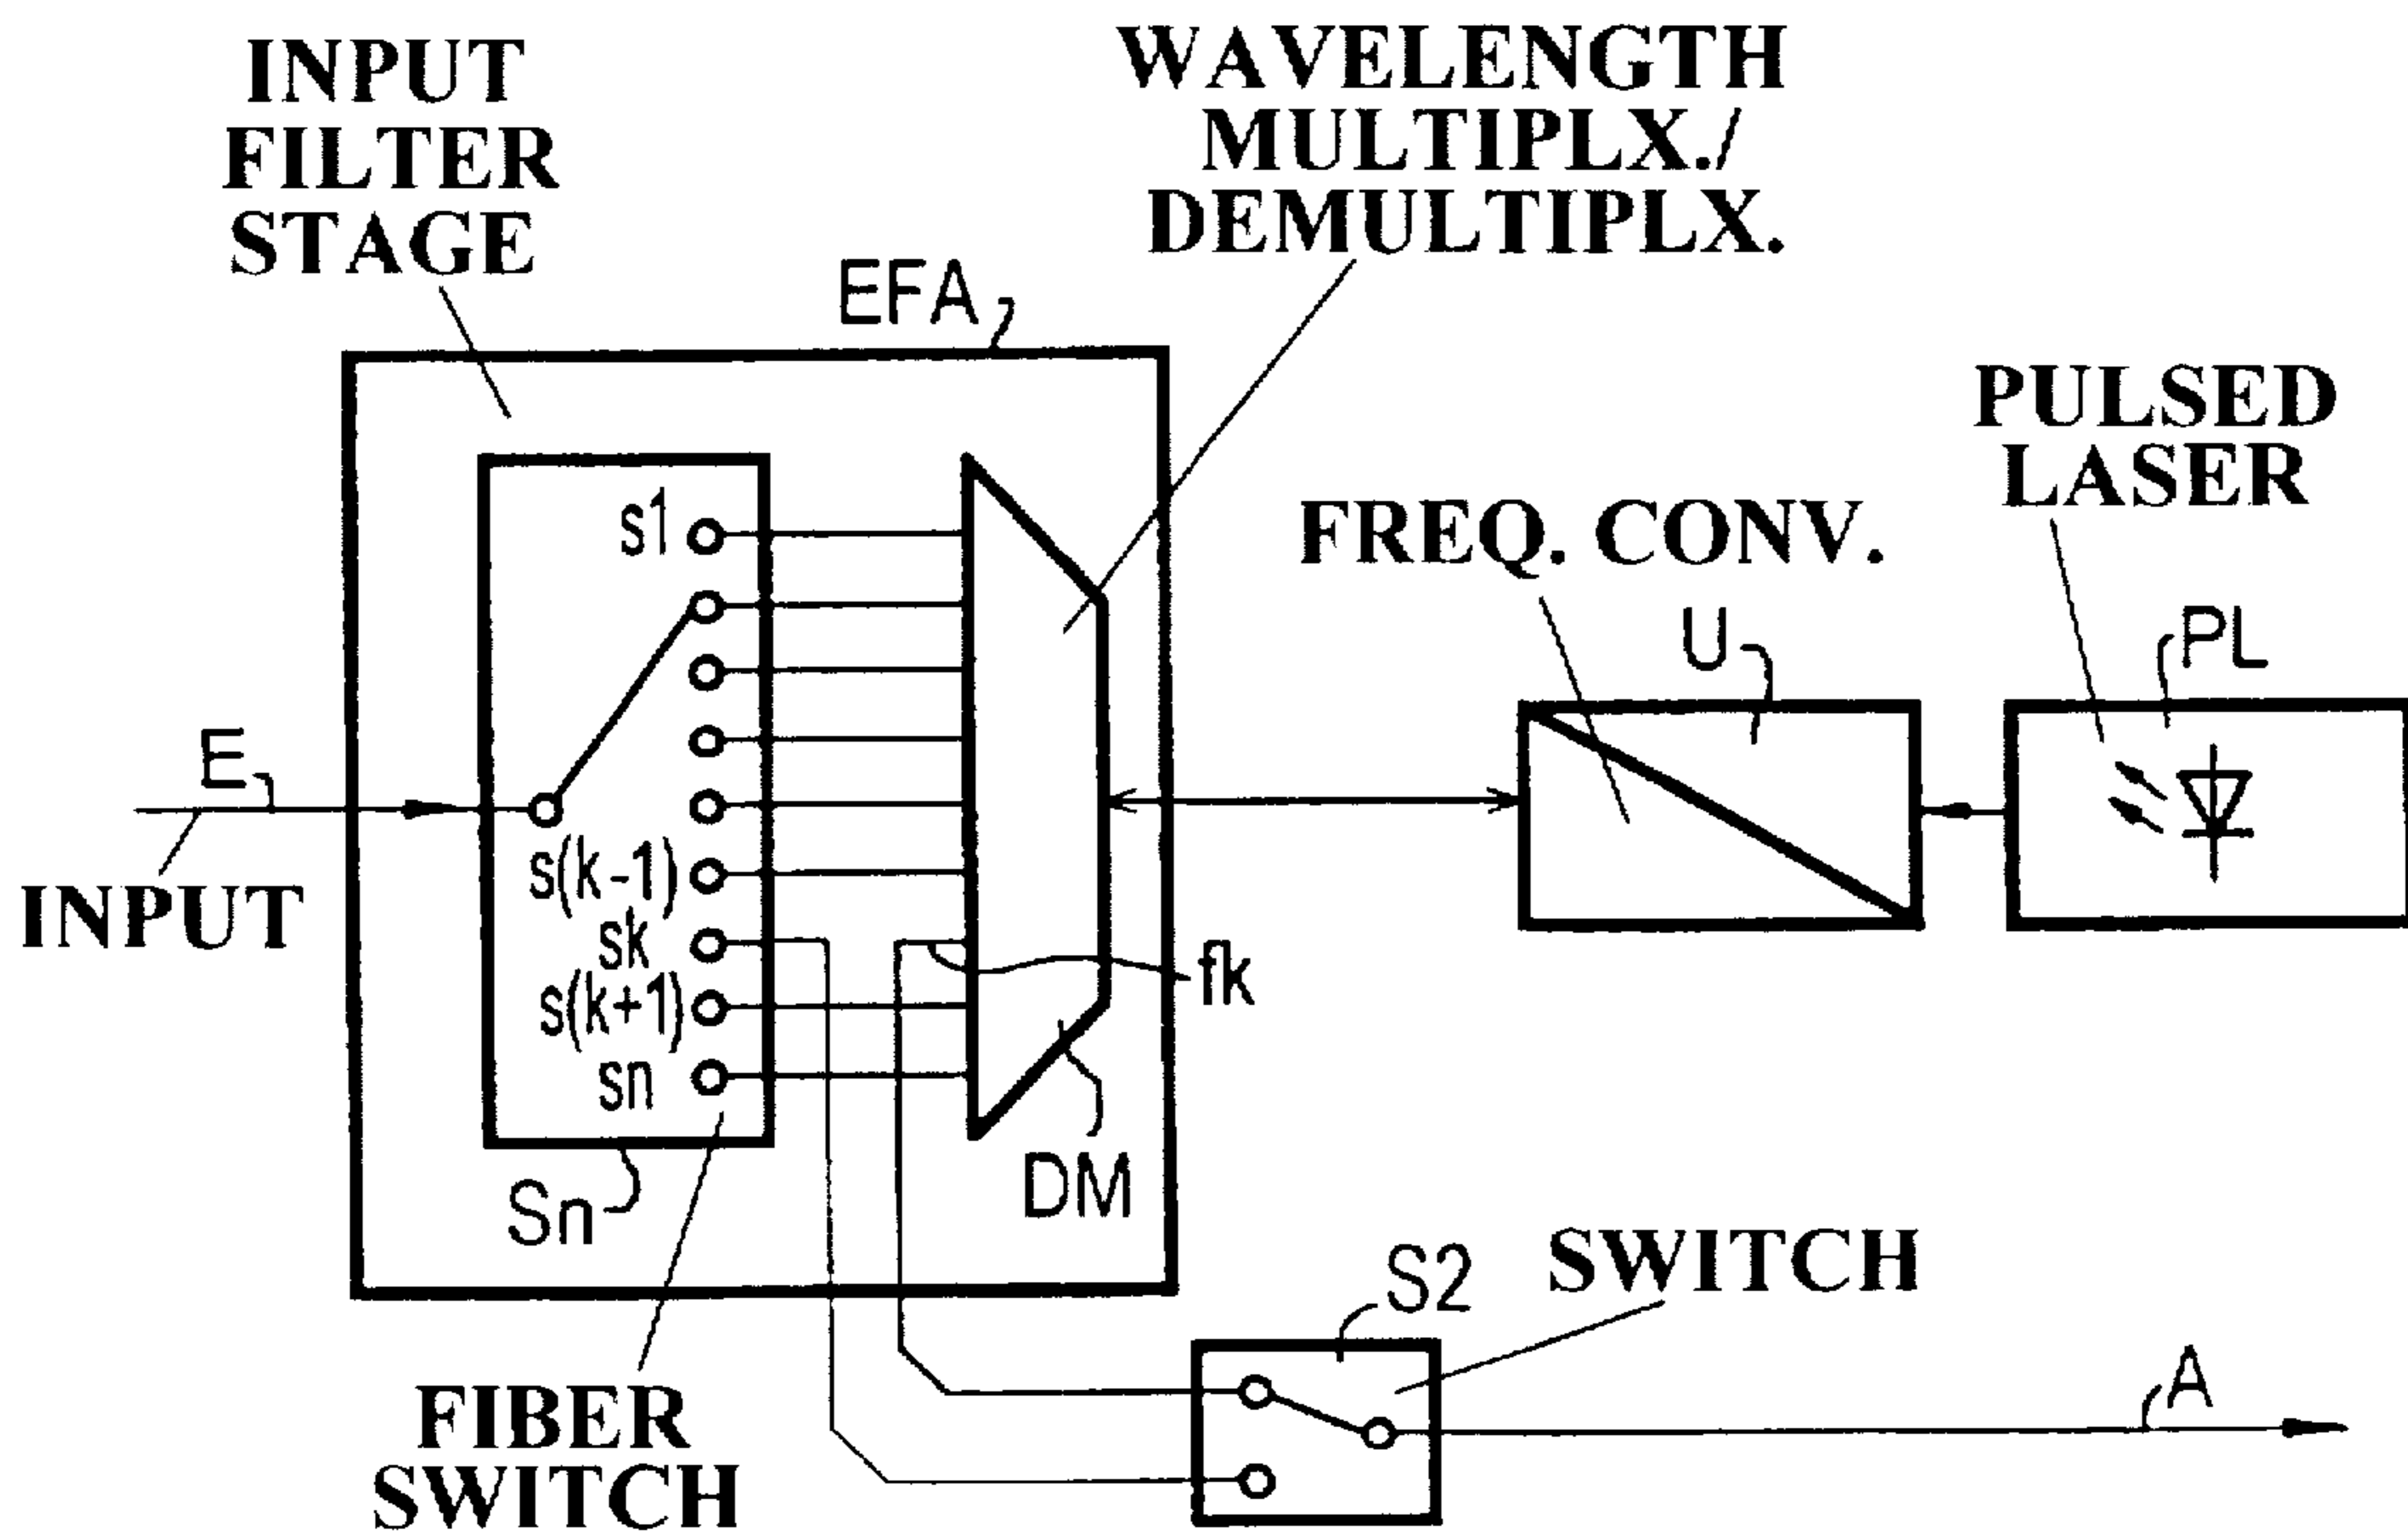 INPUT
FILTER
STAGE
WAVELENGTH
MULTIPLX./
DEMULTIPLX.
EFA
PULSED
LASER
FREQ. CONV.
s1
U
PL
E
INPUT
s(k-1)
sk
s(k+1)
sn
fk
DM
Sn
S2
SWITCH
A
FIBER
SWITCH